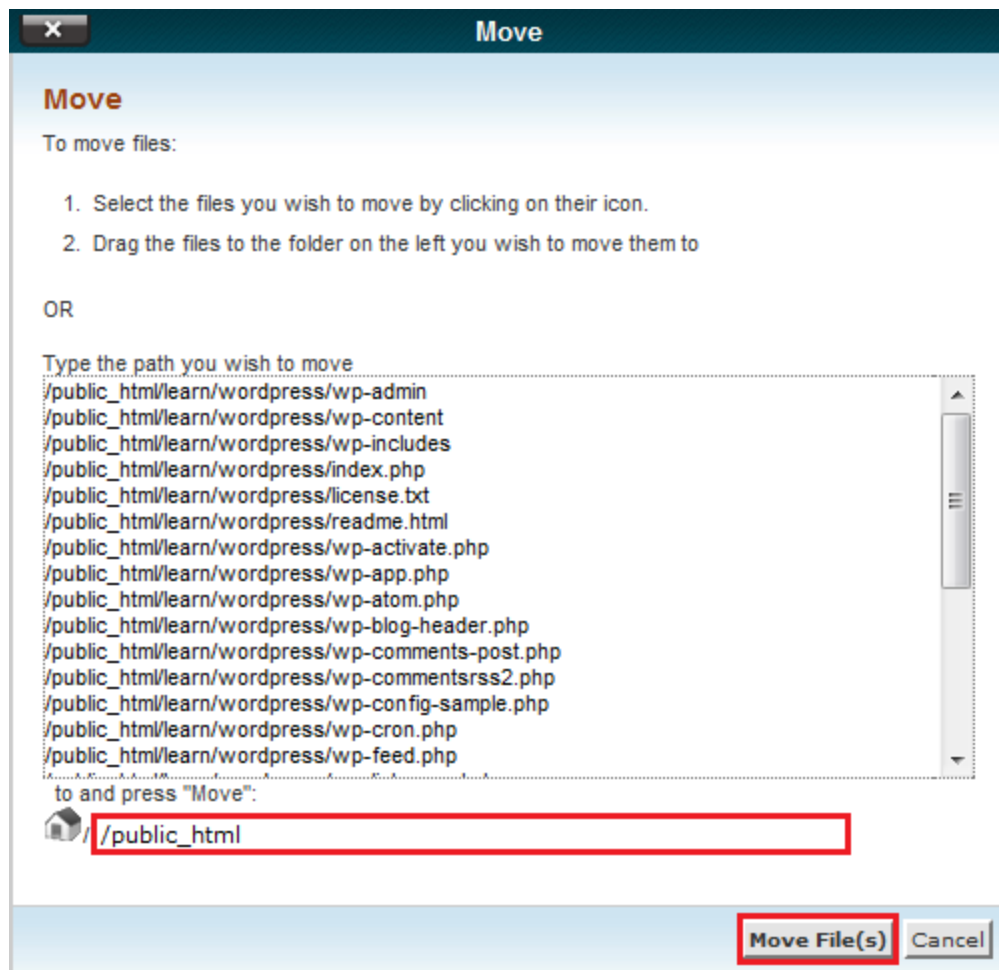 Move
Move
To move files:
1. Select the files you wish to move by clicking on their icon.
2. Drag the files to the folder on the left you wish to move them to
OR
Type the path you wish to move
/public_html/learn/wordpress/wp-admin
/public_html/learn/wordpress/wp-content
/public_html/learn/wordpress/wp-includes
/public_html/learn/wordpress/index.php
/public_html/learn/wordpress/license.txt
/public_html/learn/wordpress/readme.html
/public_html/learn/wordpress/wp-activate.php
/public_html/learn/wordpress/wp-app.php
/public_html/learn/wordpress/wp-atom.php
/public_html/learn/wordpress/wp-blog-header.php
/public_html/learn/wordpress/wp-comments-post.php
/public_html/learn/wordpress/wp-commentsrss2.php
/public_html/learn/wordpress/wp-config-sample.php
/public_html/learn/wordpress/wp-cron.php
/public_html/learn/wordpress/wp-feed.php
to and press "Move":
/ /public_html
Move File(s) Cancel